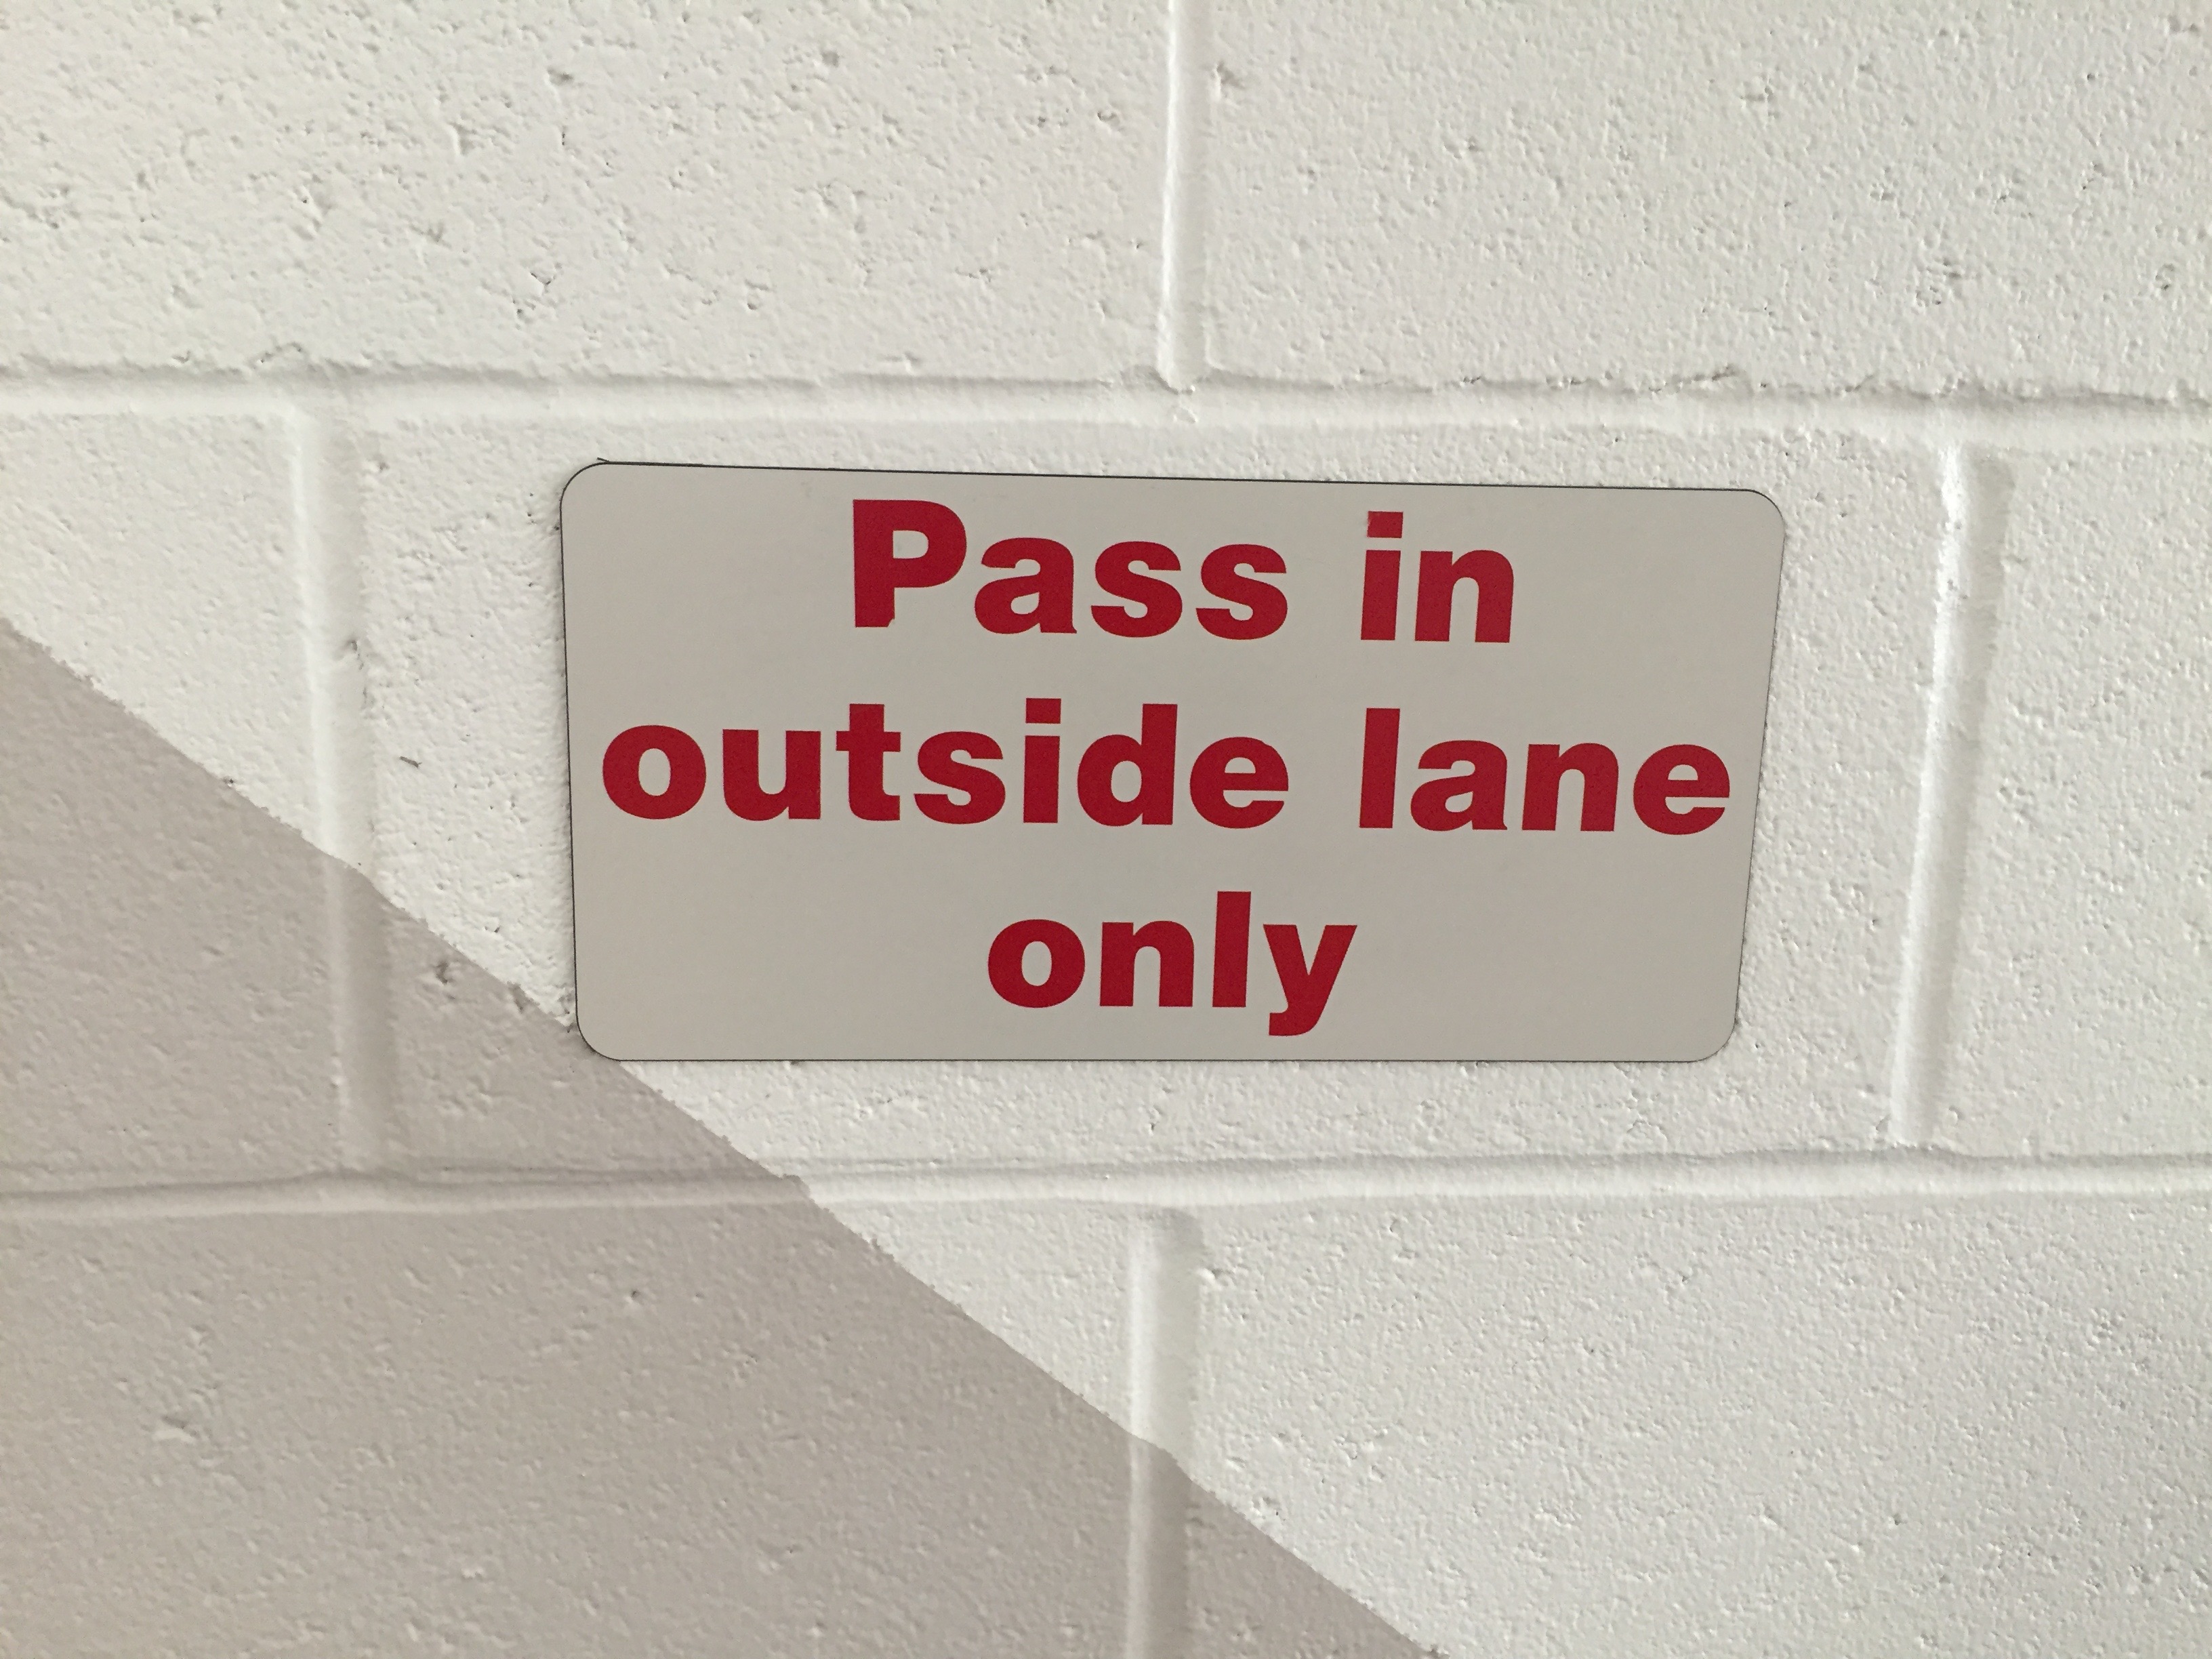 Pass in
outside lane
only